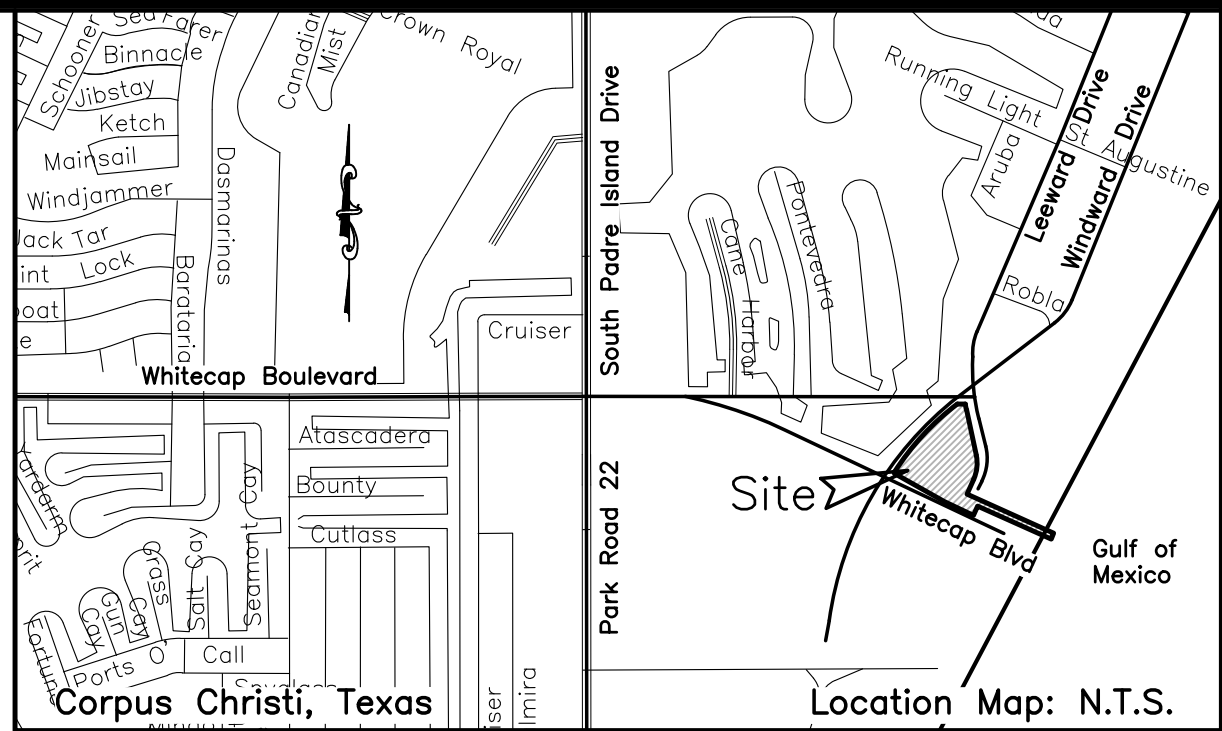 Schooner
Sea Farer
Binnacle
Jibstay
Ketch
Mainsail
Windjammer
Jack Tar
Lock
Dasmarinas
Barataria
Canadian
Mist
Crown Royal
Cruiser
Whitecap Boulevard
South Padre Island Drive
Running Light
Aruba
St Augustine
Leeward Drive
Windward Drive
Robla
Cane Harbor
Pontevedra
Atascadera
Bounty
Cutlass
Yardarm
Seamont Cay
Salt Cay
Grass Cay
Gun Cay
Ports O' Call
Park Road 22
Site
Whitecap Blvd
Gulf of
Mexico
Corpus Christi, Texas
Location Map: N.T.S.